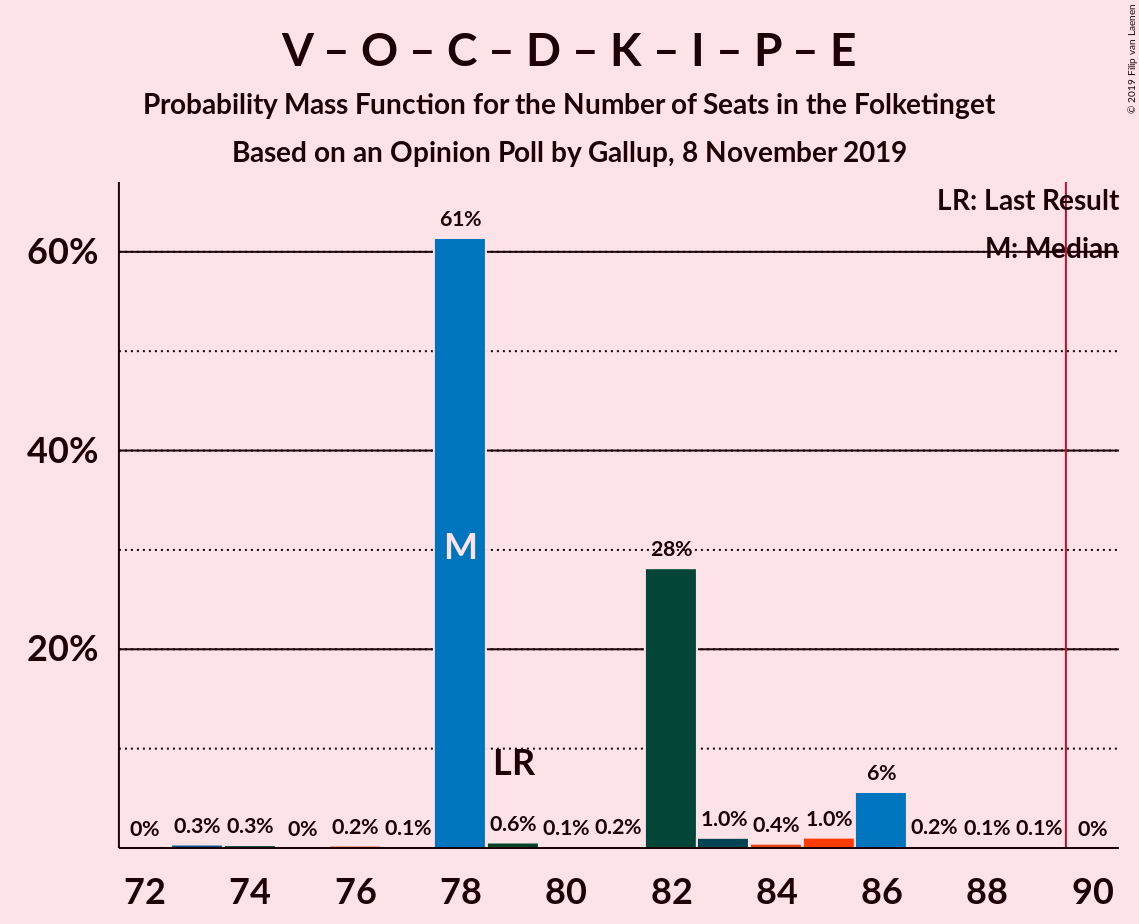 V – O – C – D – K – I – P – E
Probability Mass Function for the Number of Seats in the Folketinget
Based on an Opinion Poll by Gallup, 8 November 2019
© 2019 Filip van Laenen
LR: Last Result
M: Median
60%
40%
20%
0% 0.3% 0.3% 0% 0.2% 0.1% 61% 0.6% 0.1% 0.2% 28% 1.0% 0.4% 1.0% 6% 0.2% 0.1% 0.1% 0%
M
LR
72 74 76 78 80 82 84 86 88 90